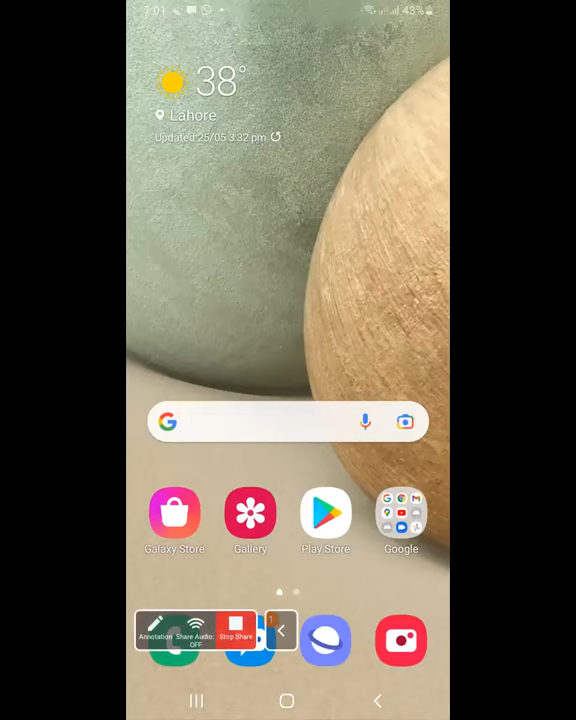 7:01
43%
38°
Lahore
Updated 25/05 3:32 pm
Galaxy Store
Gallery
Play Store
Google
1
Annotation
Share Audio: OFF
Stop Share